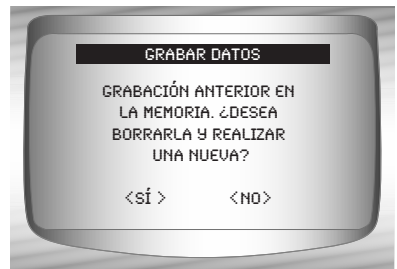 GRABAR DATOS
GRABACIÓN ANTERIOR EN
LA MEMORIA. ¿DESEA
BORRARLA Y REALIZAR
UNA NUEVA?
<SÍ > <NO>